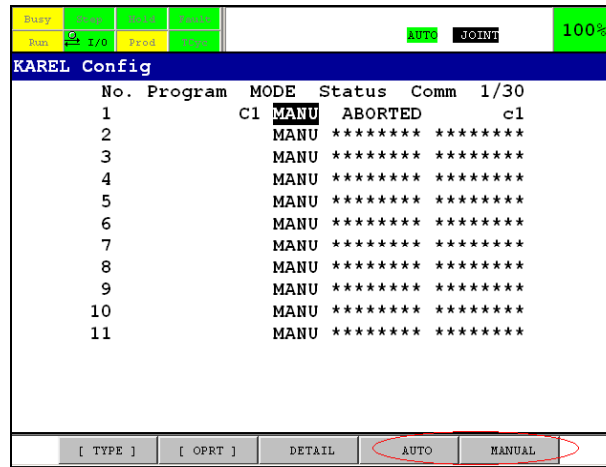 Busy Step Hold Fault
Run I/O Prod TCyc
AUTO JOINT 100%
KAREL Config
No. Program MODE Status Comm 1/30
1 C1 MANU ABORTED c1
2 MANU ******** ********
3 MANU ******** ********
4 MANU ******** ********
5 MANU ******** ********
6 MANU ******** ********
7 MANU ******** ********
8 MANU ******** ********
9 MANU ******** ********
10 MANU ******** ********
11 MANU ******** ********
[ TYPE ] [ OPRT ] DETAIL AUTO MANUAL